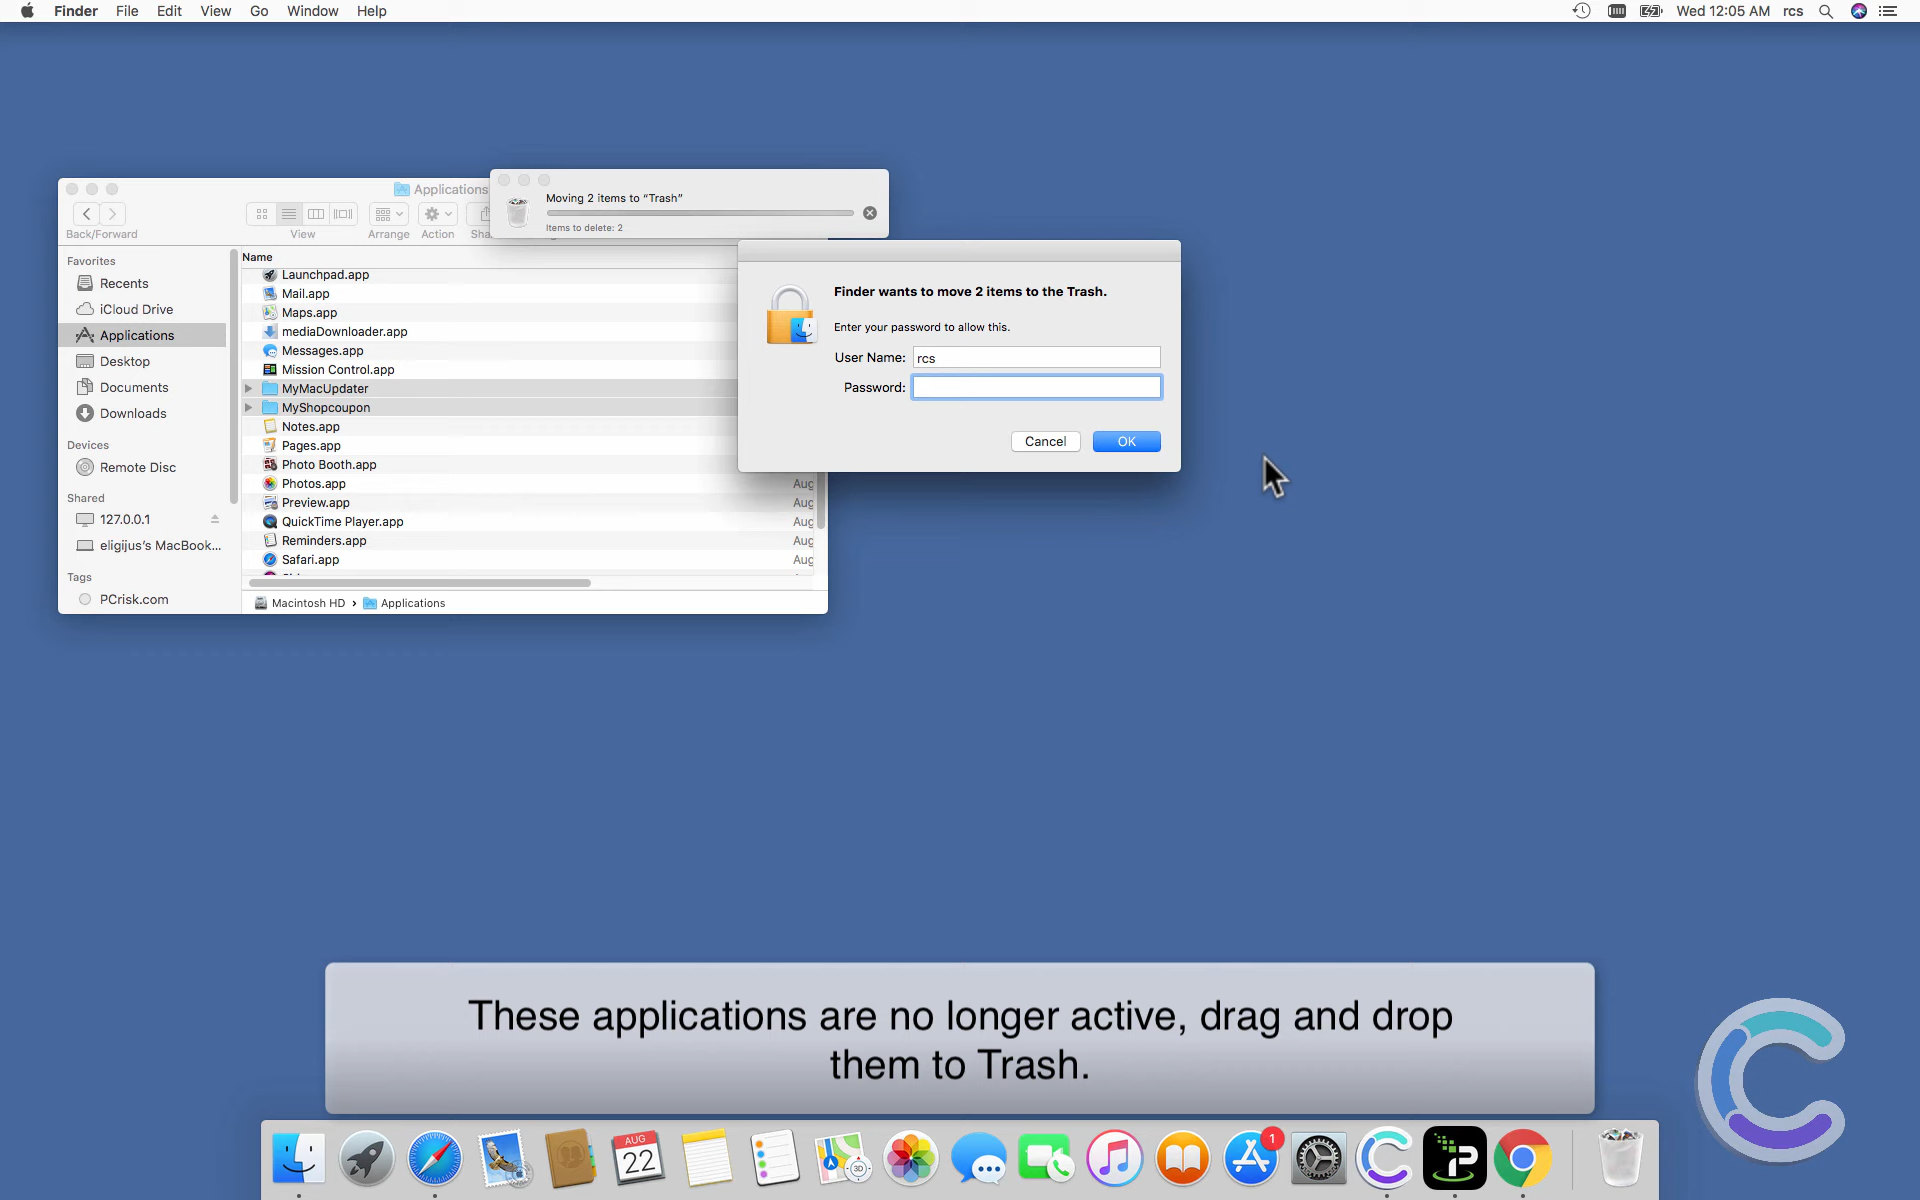 Finder File Edit View Go Window Help
Wed 12:05 AM rcs
Applications
Back/Forward
View
Arrange
Action
Moving 2 items to “Trash”
Items to delete: 2
Finder wants to move 2 items to the Trash.
Enter your password to allow this.
User Name: rcs
Password:
Cancel OK
Favorites
Recents
iCloud Drive
Applications
Desktop
Documents
Downloads
Devices
Remote Disc
Shared
127.0.0.1
eligijus’s MacBook...
Tags
PCrisk.com
Name
Launchpad.app
Mail.app
Maps.app
mediaDownloader.app
Messages.app
Mission Control.app
MyMacUpdater
MyShopcoupon
Notes.app
Pages.app
Photo Booth.app
Photos.app Aug
Preview.app Aug
QuickTime Player.app Aug
Reminders.app Aug
Safari.app Aug
Macintosh HD › Applications
These applications are no longer active, drag and drop
them to Trash.
AUG
22
3D
1